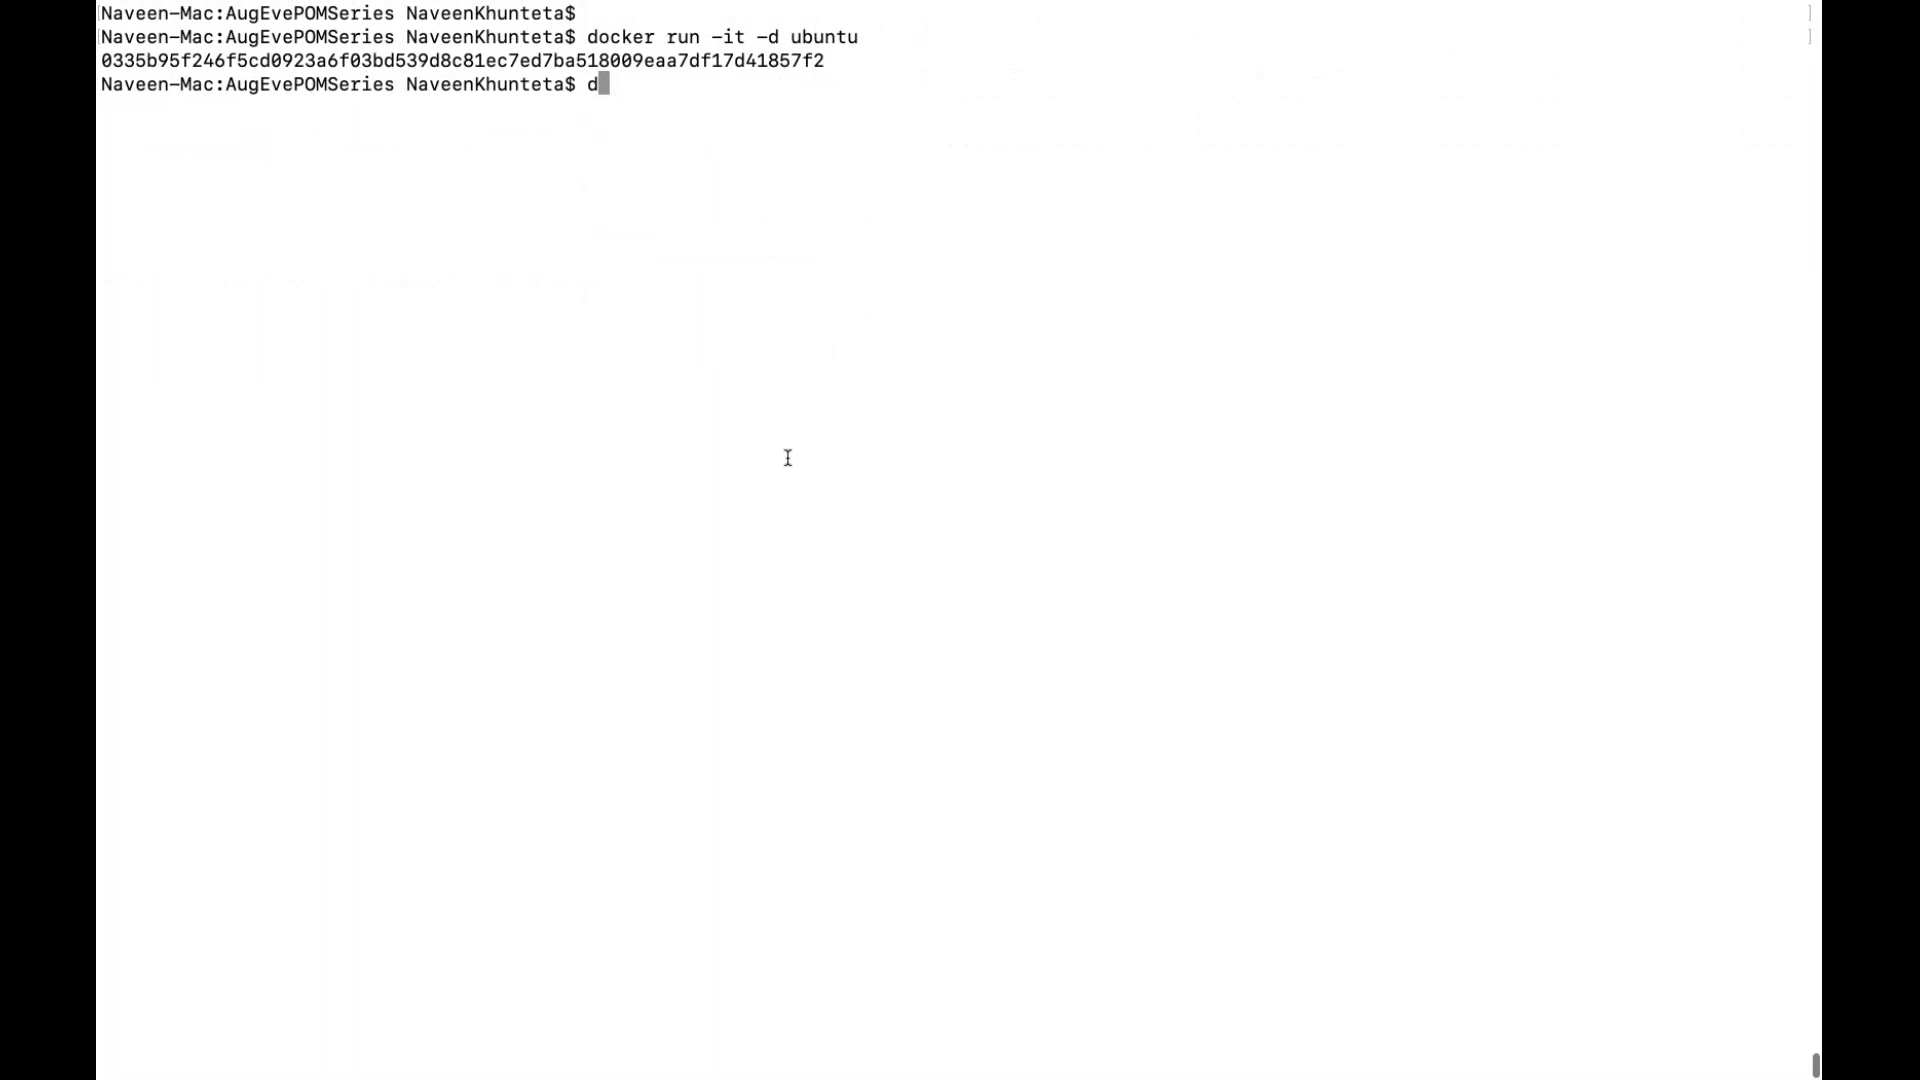 Naveen-Mac:AugEvePOMSeries NaveenKhunteta$
Naveen-Mac:AugEvePOMSeries NaveenKhunteta$ docker run -it -d ubuntu
0335b95f246f5cd0923a6f03bd539d8c81ec7ed7ba518009eaa7df17d41857f2
Naveen-Mac:AugEvePOMSeries NaveenKhunteta$ d